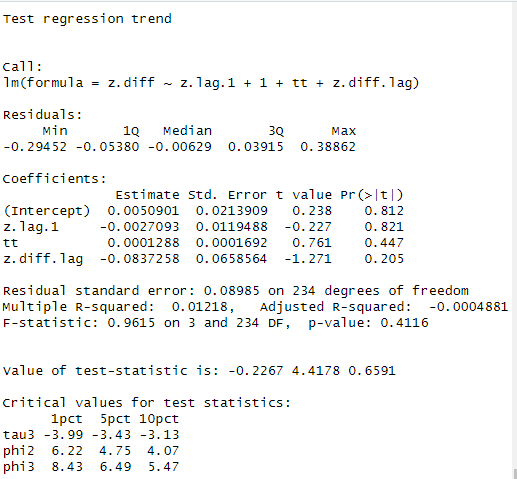 Test regression trend
Call:
lm(formula = z.diff ~ z.lag.1 + 1 + tt + z.diff.lag)
Residuals:
Min 1Q Median 3Q Max
-0.29452 -0.05380 -0.00629 0.03915 0.38862
Coefficients:
Estimate Std. Error t value Pr(>|t|)
(Intercept) 0.0050901 0.0213909 0.238 0.812
z.lag.1 -0.0027093 0.0119488 -0.227 0.821
tt 0.0001288 0.0001692 0.761 0.447
z.diff.lag -0.0837258 0.0658564 -1.271 0.205
Residual standard error: 0.08985 on 234 degrees of freedom
Multiple R-squared: 0.01218, Adjusted R-squared: -0.0004881
F-statistic: 0.9615 on 3 and 234 DF, p-value: 0.4116
Value of test-statistic is: -0.2267 4.4178 0.6591
Critical values for test statistics:
1pct 5pct 10pct
tau3 -3.99 -3.43 -3.13
phi2 6.22 4.75 4.07
phi3 8.43 6.49 5.47